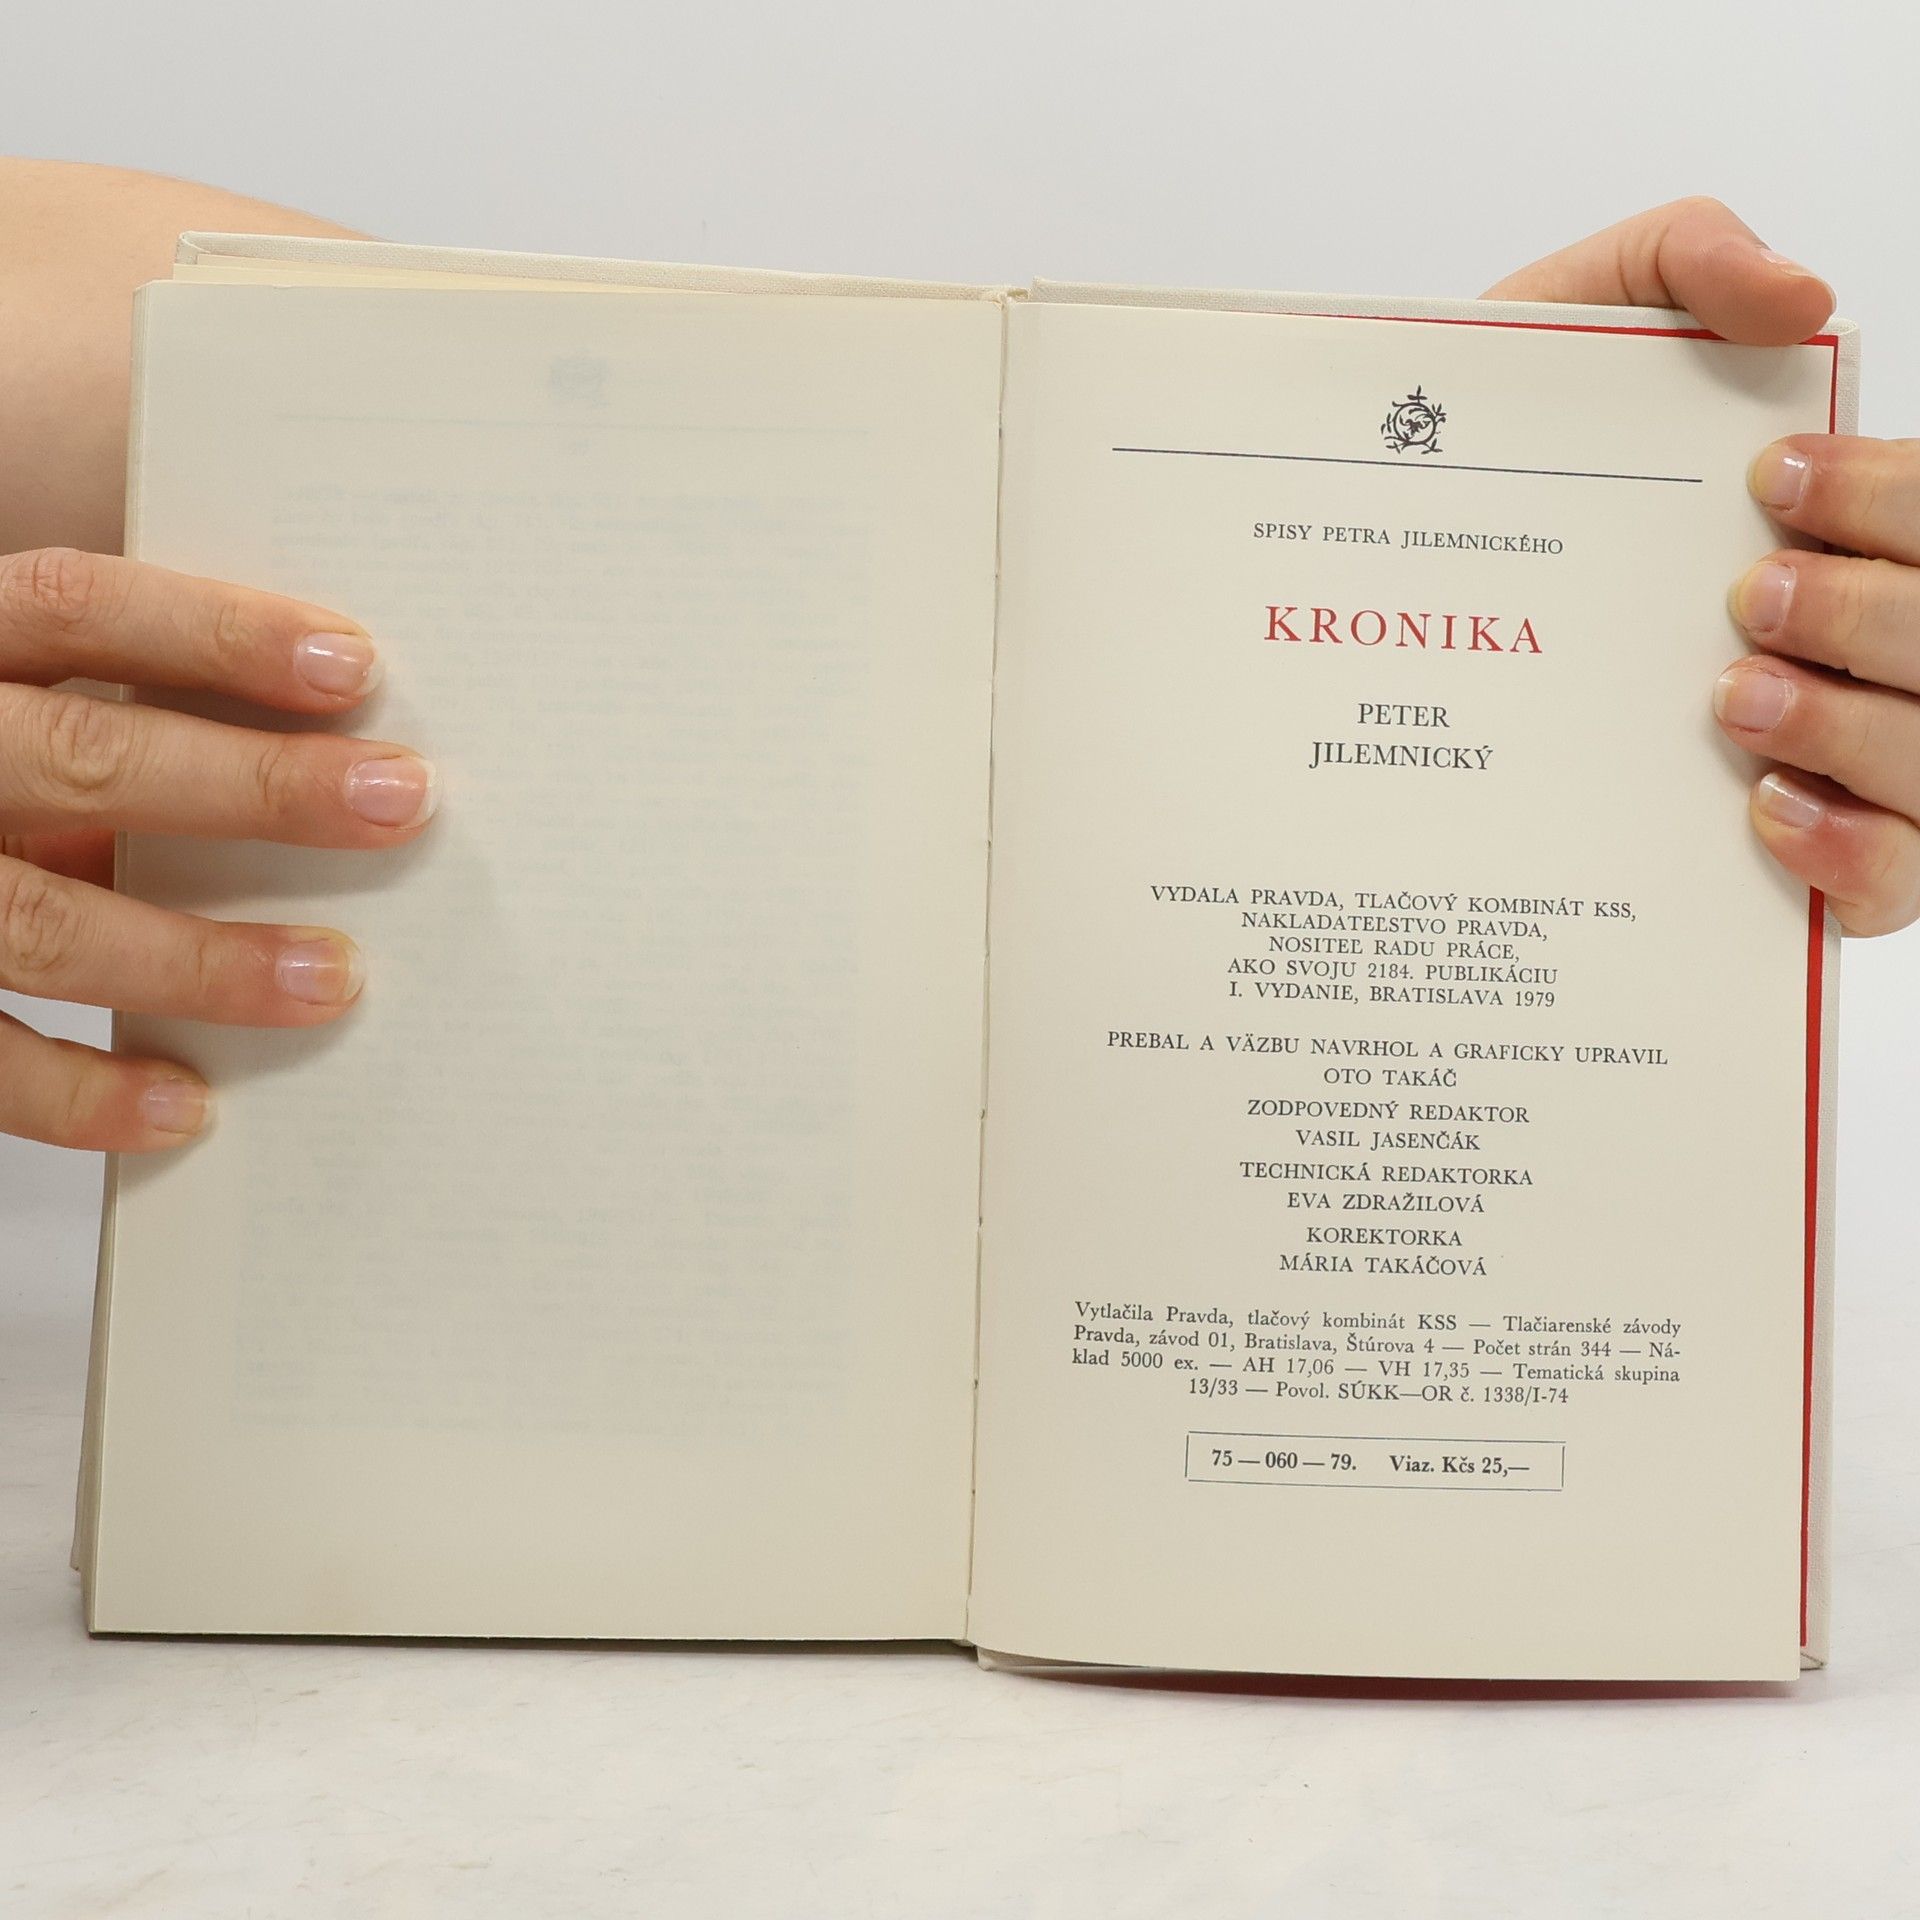 SPISY PETRA JILEMNICKÉHO
KRONIKA
PETER
JILEMNICKÝ
VYDALA PRAVDA, TLAČOVÝ KOMBINÁT KSS,
NAKLADATEĽSTVO PRAVDA,
NOSITEĽ RADU PRÁCE,
AKO SVOJU 2184. PUBLIKÁCIU
I. VYDANIE, BRATISLAVA 1979
PREBAL A VÄZBU NAVRHOL A GRAFICKY UPRAVIL
OTO TAKÁČ
ZODPOVEDNÝ REDAKTOR
VASIL JASENČÁK
TECHNICKÁ REDAKTORKA
EVA ZDRAŽILOVÁ
KOREKTORKA
MÁRIA TAKÁČOVÁ
Vytlačila Pravda, tlačový kombinát KSS — Tlačiarenské závody
Pravda, závod 01, Bratislava, Štúrova 4 — Počet strán 344 — Ná-
klad 5000 ex. — AH 17,06 — VH 17,35 — Tematická skupina
13/33 — Povol. SÚKK—OR č. 1338/I-74
75 — 060 — 79. Viaz. Kčs 25,—